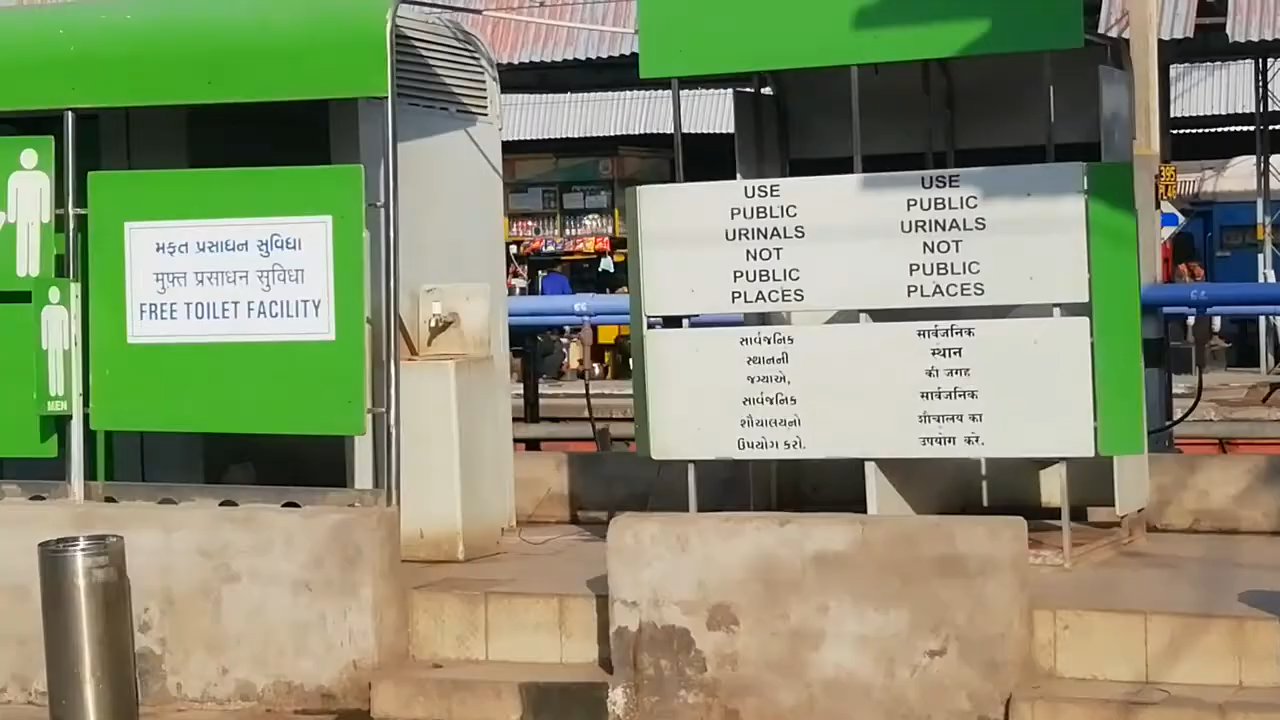 મફત પ્રસાધન સુવિધા
मुफ़्त प्रसाधन सुविधा
FREE TOILET FACILITY
MEN
USE
PUBLIC
URINALS
NOT
PUBLIC
PLACES
USE
PUBLIC
URINALS
NOT
PUBLIC
PLACES
સાર્વજનિક
સ્થાનની
જગ્યાએ,
સાર્વજનિક
શૌચાલયનો
ઉપયોગ કરો.
सार्वजनिक
स्थान
की जगह
सार्वजनिक
शौचालय का
उपयोग करे.
395